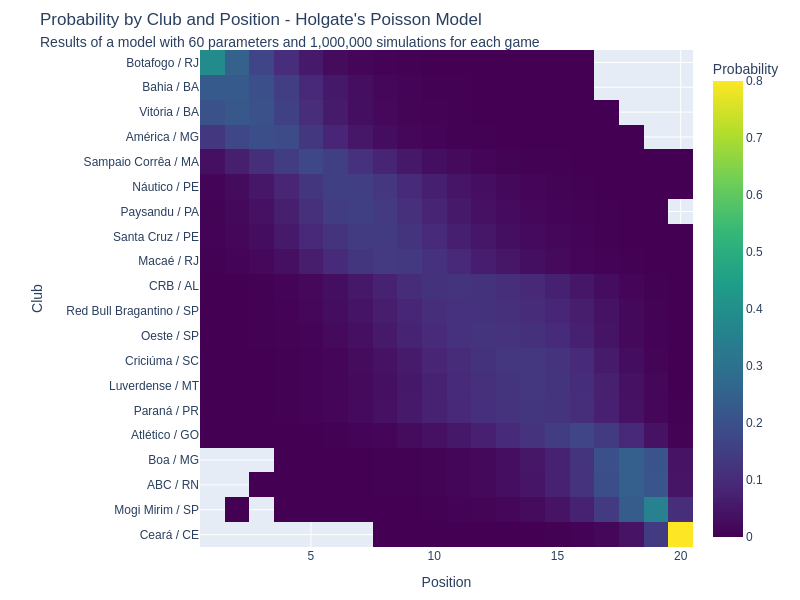 Probability by Club and Position - Holgate's Poisson Model
Results of a model with 60 parameters and 1,000,000 simulations for each game
Probability
Botafogo / RJ
Bahia / BA
Vitória / BA
América / MG
Sampaio Corrêa / MA
Náutico / PE
Paysandu / PA
Santa Cruz / PE
Macaé / RJ
CRB / AL
Red Bull Bragantino / SP
Oeste / SP
Criciúma / SC
Luverdense / MT
Paraná / PR
Atlético / GO
Boa / MG
ABC / RN
Mogi Mirim / SP
Ceará / CE
Club
5
10
15
20
Position
0.8
0.7
0.6
0.5
0.4
0.3
0.2
0.1
0